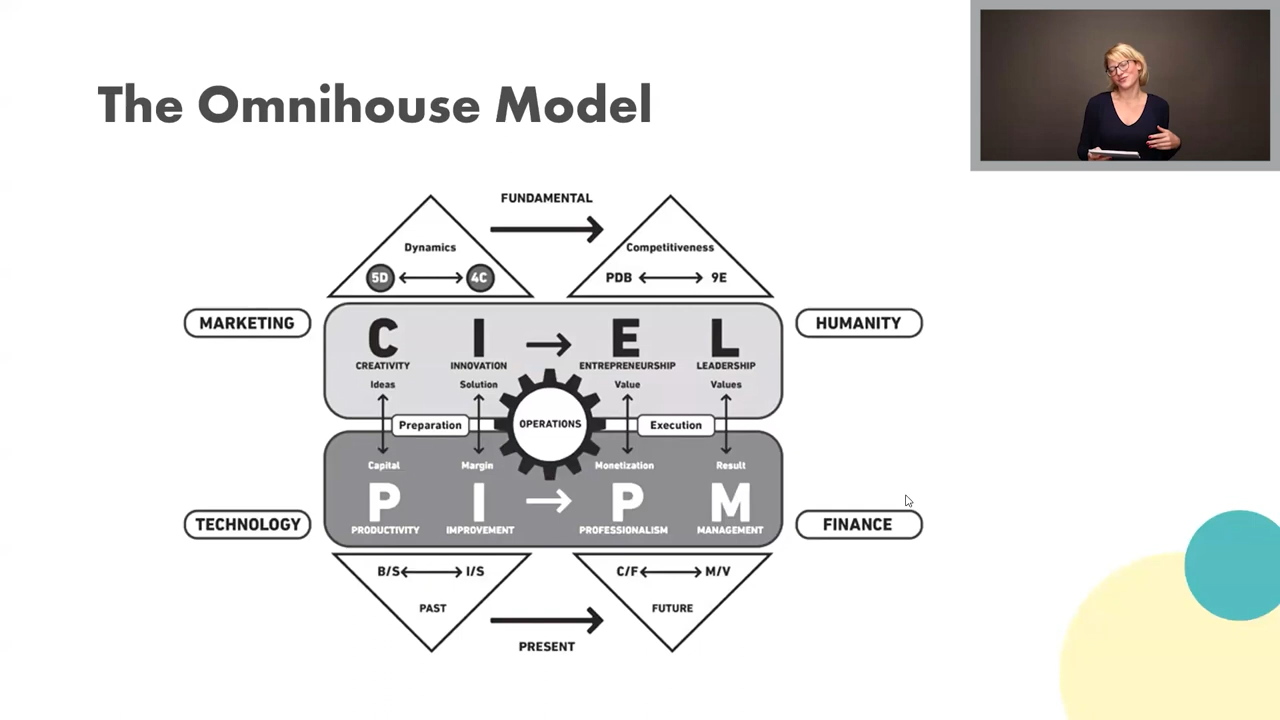 The Omnihouse Model
FUNDAMENTAL
Dynamics
Competitiveness
5D
4C
PDB
9E
MARKETING
HUMANITY
C
I
E
L
CREATIVITY
INNOVATION
ENTREPRENEURSHIP
LEADERSHIP
Ideas
Solution
Value
Values
Preparation
OPERATIONS
Execution
Capital
Margin
Monetization
Result
P
I
P
M
TECHNOLOGY
FINANCE
PRODUCTIVITY
IMPROVEMENT
PROFESSIONALISM
MANAGEMENT
B/S
I/S
C/F
M/V
PAST
FUTURE
PRESENT